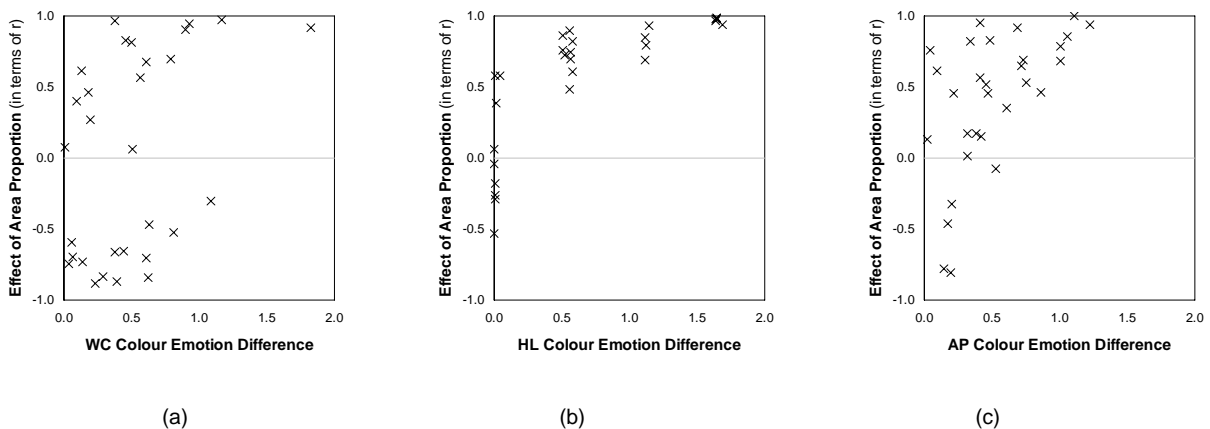 Effect of Area Proportion (in terms of r)
1.0
0.5
0.0
-0.5
-1.0
0.0 0.5 1.0 1.5 2.0
WC Colour Emotion Difference
(a)
Effect of Area Proportion (in terms of r)
1.0
0.5
0.0
-0.5
-1.0
0.0 0.5 1.0 1.5 2.0
HL Colour Emotion Difference
(b)
Effect of Area Proportion (in terms of r)
1.0
0.5
0.0
-0.5
-1.0
0.0 0.5 1.0 1.5 2.0
AP Colour Emotion Difference
(c)